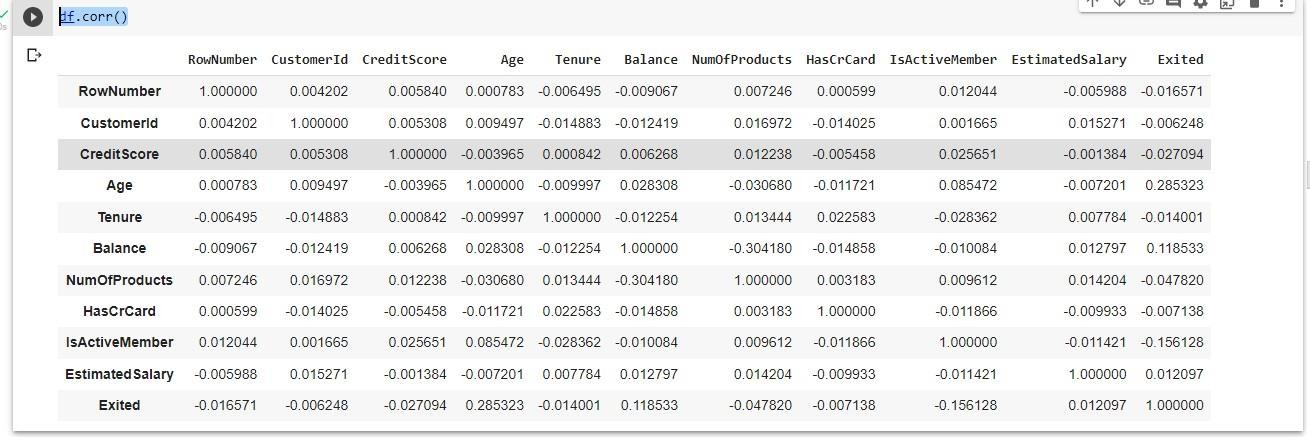 df.corr()
RowNumber CustomerId CreditScore Age Tenure Balance NumOfProducts HasCrCard IsActiveMember EstimatedSalary Exited
RowNumber 1.000000 0.004202 0.005840 0.000783 -0.006495 -0.009067 0.007246 0.000599 0.012044 -0.005988 -0.016571
CustomerId 0.004202 1.000000 0.005308 0.009497 -0.014883 -0.012419 0.016972 -0.014025 0.001665 0.015271 -0.006248
CreditScore 0.005840 0.005308 1.000000 -0.003965 0.000842 0.006268 0.012238 -0.005458 0.025651 -0.001384 -0.027094
Age 0.000783 0.009497 -0.003965 1.000000 -0.009997 0.028308 -0.030680 -0.011721 0.085472 -0.007201 0.285323
Tenure -0.006495 -0.014883 0.000842 -0.009997 1.000000 -0.012254 0.013444 0.022583 -0.028362 0.007784 -0.014001
Balance -0.009067 -0.012419 0.006268 0.028308 -0.012254 1.000000 -0.304180 -0.014858 -0.010084 0.012797 0.118533
NumOfProducts 0.007246 0.016972 0.012238 -0.030680 0.013444 -0.304180 1.000000 0.003183 0.009612 0.014204 -0.047820
HasCrCard 0.000599 -0.014025 -0.005458 -0.011721 0.022583 -0.014858 0.003183 1.000000 -0.011866 -0.009933 -0.007138
IsActiveMember 0.012044 0.001665 0.025651 0.085472 -0.028362 -0.010084 0.009612 -0.011866 1.000000 -0.011421 -0.156128
EstimatedSalary -0.005988 0.015271 -0.001384 -0.007201 0.007784 0.012797 0.014204 -0.009933 -0.011421 1.000000 0.012097
Exited -0.016571 -0.006248 -0.027094 0.285323 -0.014001 0.118533 -0.047820 -0.007138 -0.156128 0.012097 1.000000